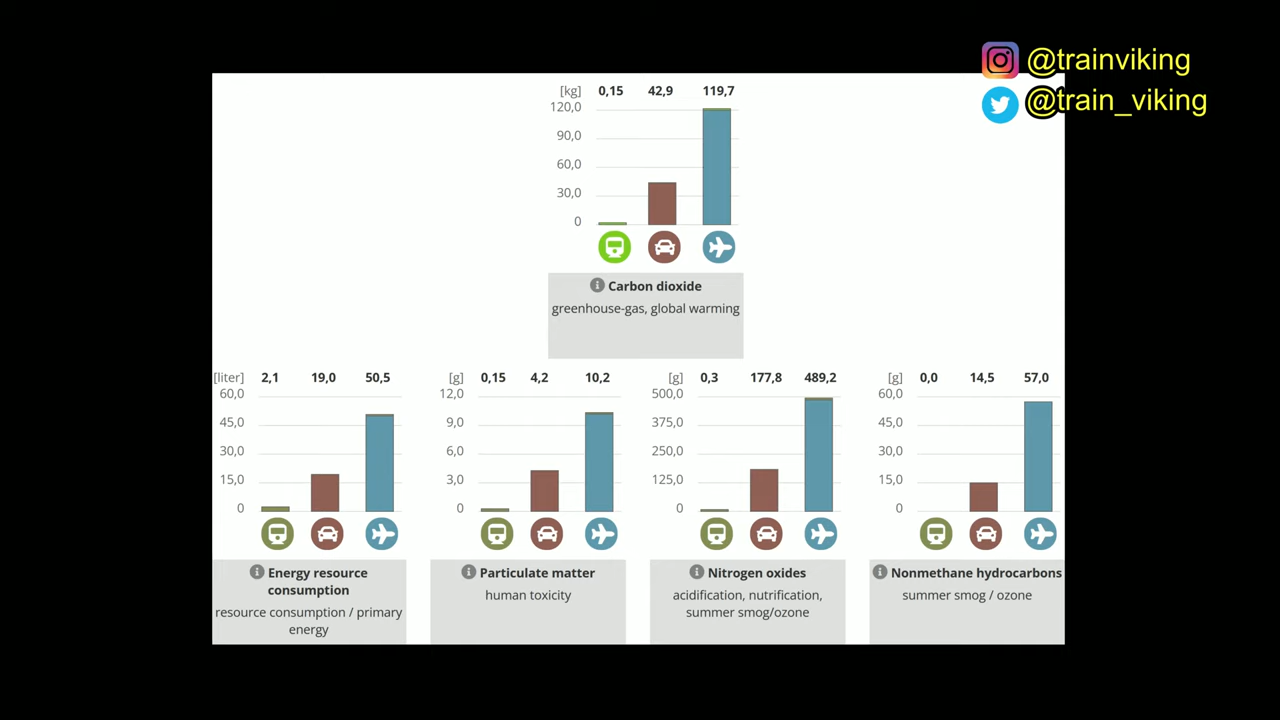 @trainviking
@train_viking
[kg] 0,15 42,9 119,7
120,0
90,0
60,0
30,0
0
Carbon dioxide
greenhouse-gas, global warming
[liter] 2,1 19,0 50,5
60,0
45,0
30,0
15,0
0
Energy resource
consumption
resource consumption / primary
energy
[g] 0,15 4,2 10,2
12,0
9,0
6,0
3,0
0
Particulate matter
human toxicity
[g] 0,3 177,8 489,2
500,0
375,0
250,0
125,0
0
Nitrogen oxides
acidification, nutrification,
summer smog/ozone
[g] 0,0 14,5 57,0
60,0
45,0
30,0
15,0
0
Nonmethane hydrocarbons
summer smog / ozone